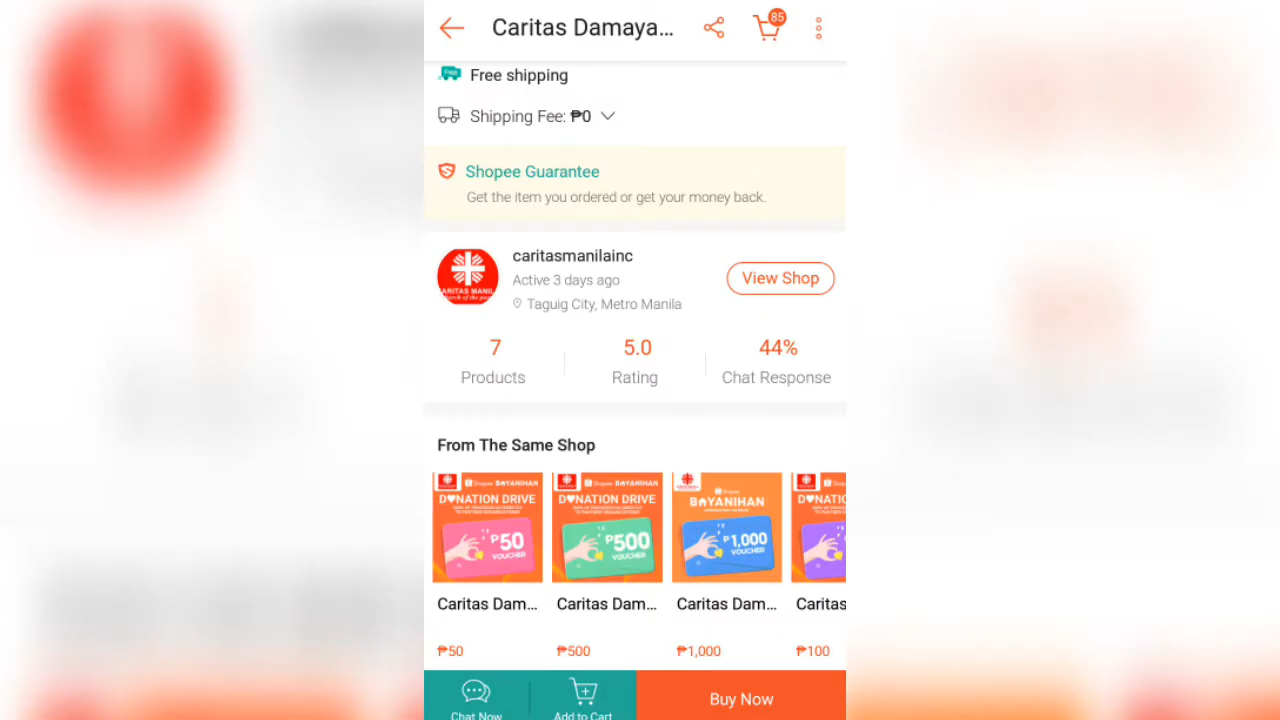 Caritas Damaya...
85
Free
Free shipping
Shipping Fee: ₱0
Shopee Guarantee
Get the item you ordered or get your money back.
caritasmanilainc
Active 3 days ago
Taguig City, Metro Manila
View Shop
7
5.0
44%
Products
Rating
Chat Response
From The Same Shop
Shopee BAYANIHAN
DONATION DRIVE
₱50
VOUCHER
Shopee BAYANIHAN
DONATION DRIVE
₱500
VOUCHER
Shopee
BAYANIHAN
₱1,000
VOUCHER
Caritas Dam...
Caritas Dam...
Caritas Dam...
Caritas
₱50
₱500
₱1,000
₱100
Chat Now
Add to Cart
Buy Now